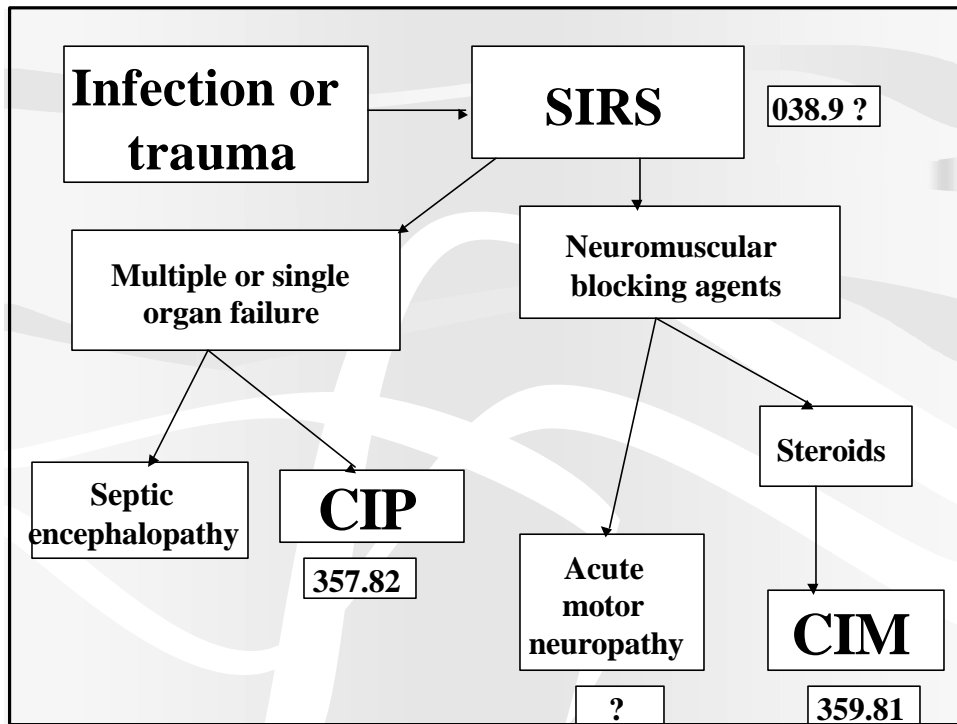 Infection or
trauma
SIRS
038.9 ?
Multiple or single
organ failure
Neuromuscular
blocking agents
Septic
encephalopathy
CIP
357.82
Steroids
Acute
motor
neuropathy
?
CIM
359.81